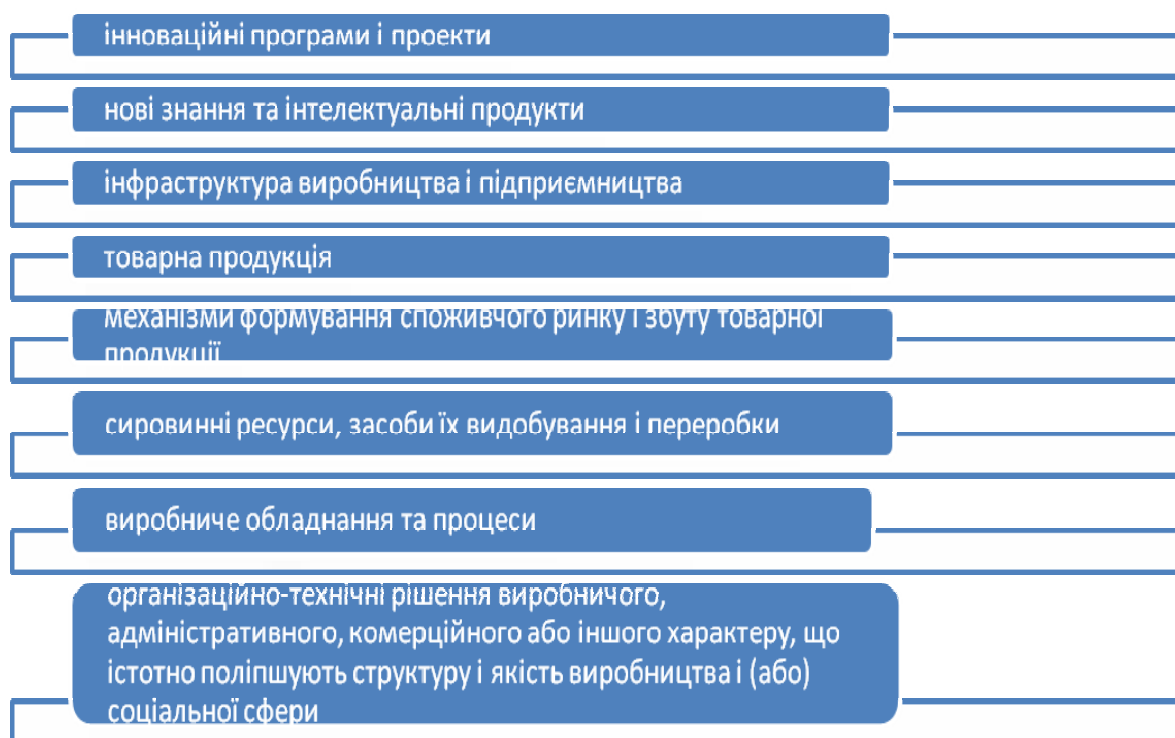 інноваційні програми і проекти
нові знання та інтелектуальні продукти
інфраструктура виробництва і підприємництва
товарна продукція
механізми формування споживчого ринку і збуту товарної
продукції
сировинні ресурси, засоби їх видобування і переробки
виробниче обладнання та процеси
організаційно-технічні рішення виробничого,
адміністративного, комерційного або іншого характеру, що
істотно поліпшують структуру і якість виробництва і (або)
соціальної сфери